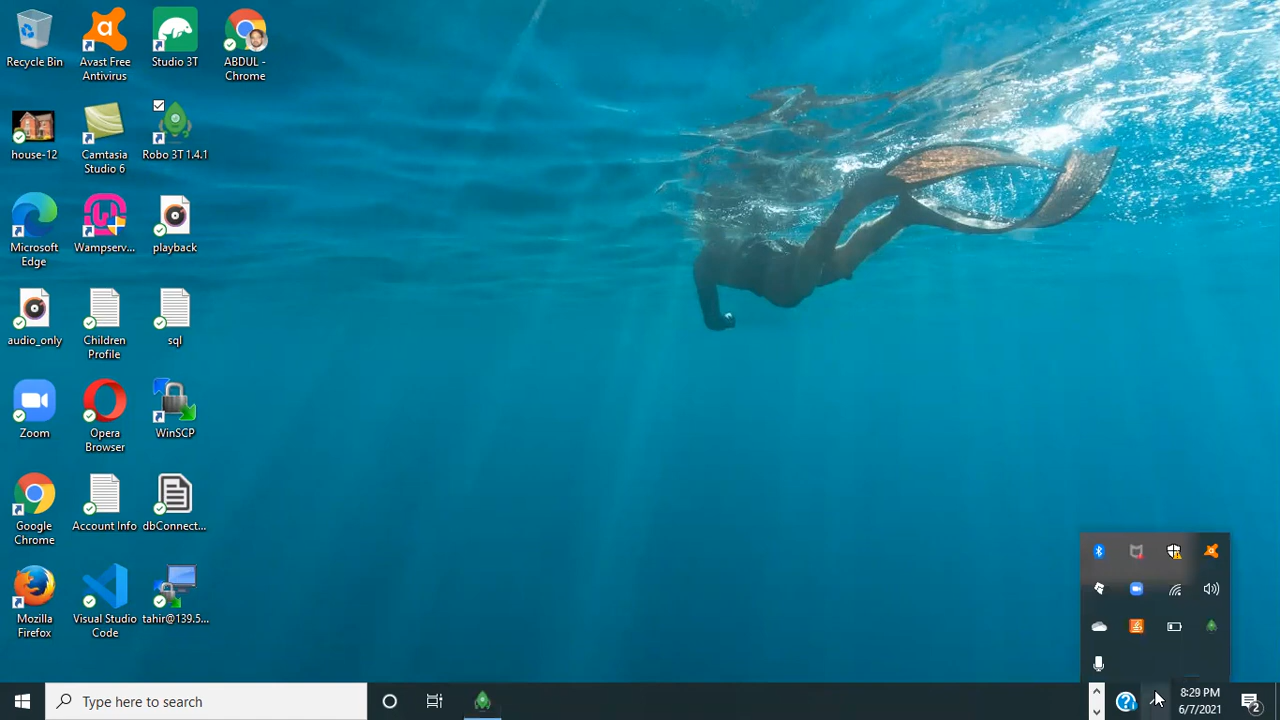 Recycle Bin
Avast Free
Antivirus
Studio 3T
ABDUL -
Chrome
house-12
Camtasia
Studio 6
Robo 3T 1.4.1
Microsoft
Edge
Wampserv...
playback
audio_only
Children
Profile
sql
Zoom
Opera
Browser
WinSCP
Google
Chrome
Account Info
dbConnect...
Mozilla
Firefox
Visual Studio
Code
tahir@139.5...
Type here to search
8:29 PM
6/7/2021
2